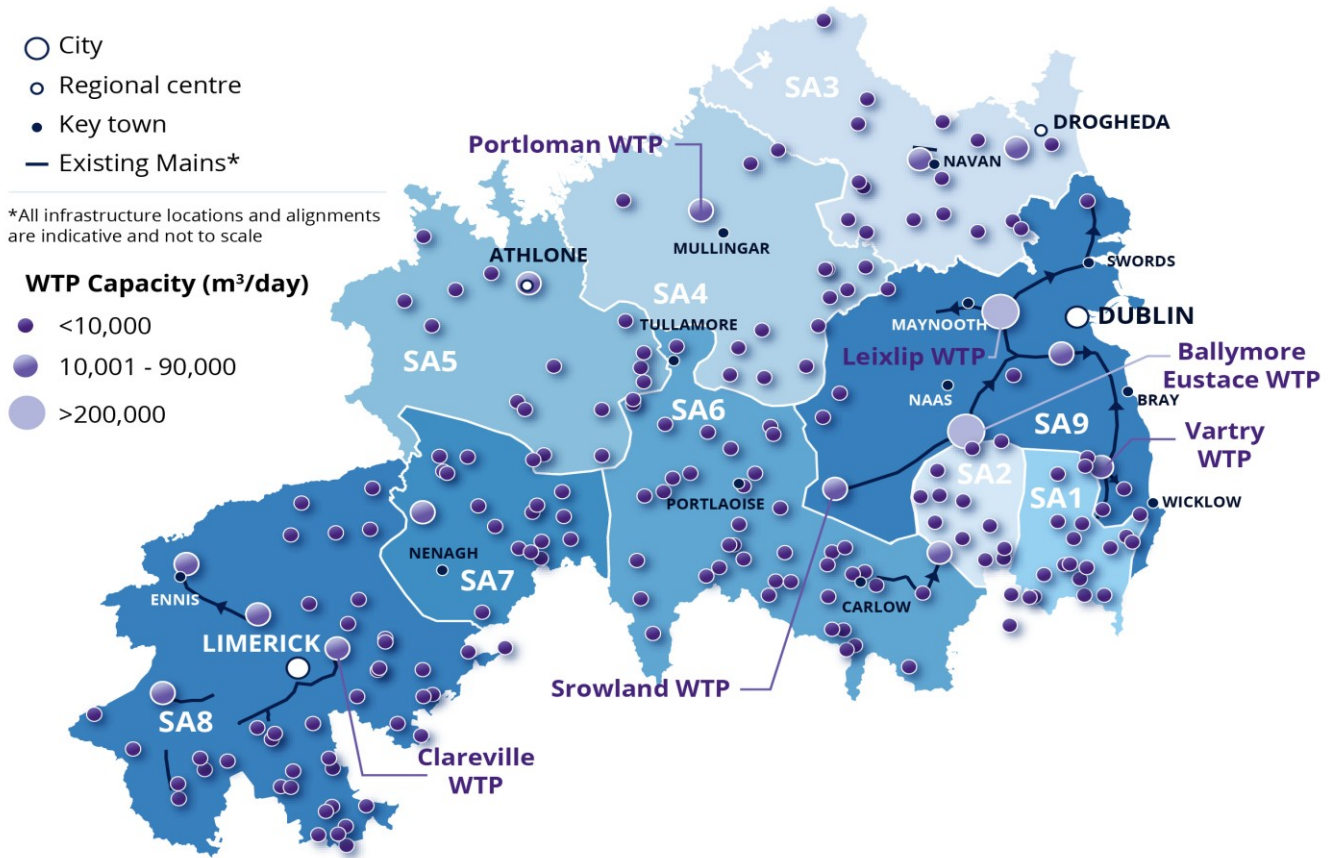 City
Regional centre
Key town
Existing Mains*
*All infrastructure locations and alignments
are indicative and not to scale
WTP Capacity (m³/day)
<10,000
10,001 - 90,000
>200,000
SA3
DROGHEDA
Portloman WTP
NAVAN
MULLINGAR
ATHLONE
SWORDS
SA4
MAYNOOTH
DUBLIN
TULLAMORE
Leixlip WTP
Ballymore
Eustace WTP
SA5
NAAS
BRAY
SA6
SA9
Vartry
WTP
SA2
PORTLAOISE
SA1
WICKLOW
NENAGH
SA7
CARLOW
ENNIS
LIMERICK
Srowland WTP
SA8
Clareville
WTP